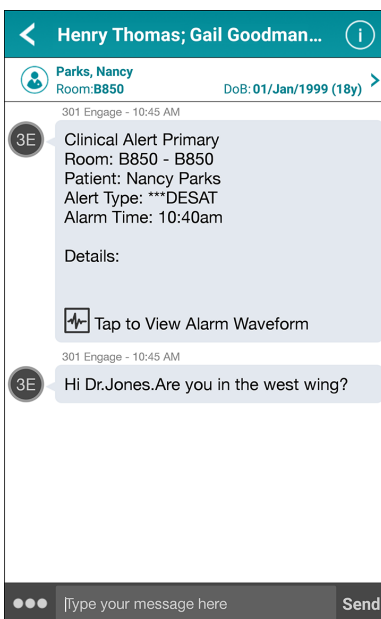 Henry Thomas; Gail Goodman...
i
Parks, Nancy
Room:B850 DoB:01/Jan/1999 (18y)
301 Engage - 10:45 AM
3E
Clinical Alert Primary
Room: B850 - B850
Patient: Nancy Parks
Alert Type: ***DESAT
Alarm Time: 10:40am
Details:
Tap to View Alarm Waveform
301 Engage - 10:45 AM
3E
Hi Dr.Jones.Are you in the west wing?
Type your message here
Send